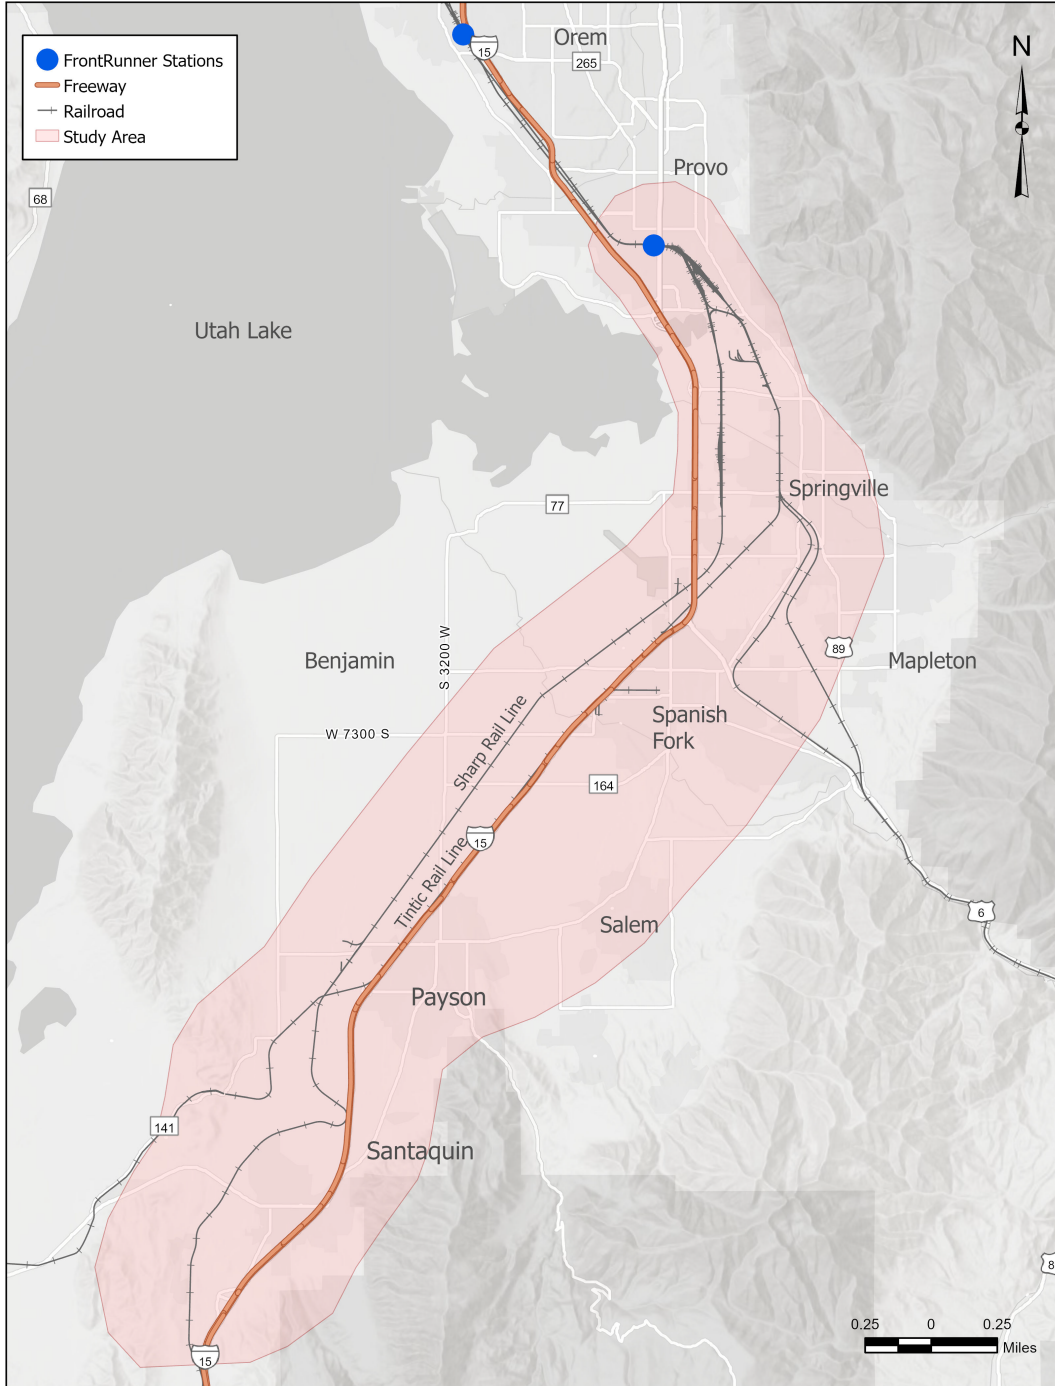 Orem
15
265
N
FrontRunner Stations
Freeway
Railroad
Study Area
Provo
68
Utah Lake
Springville
77
S 3200 W
Benjamin
89
Mapleton
Sharp Rail Line
Spanish
Fork
W 7300 S
164
15
Tintic Rail Line
6
Salem
Payson
141
Santaquin
8
0.25
0
0.25
Miles
15